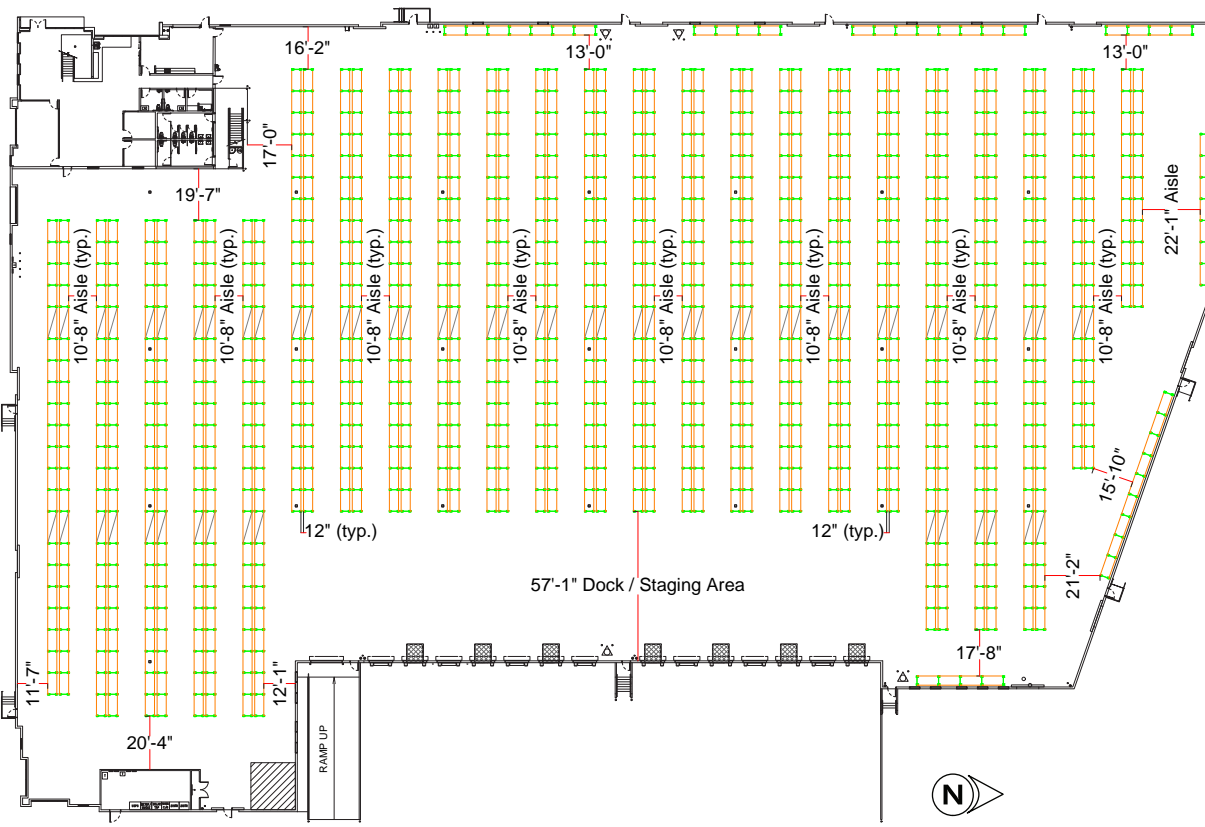 16'-2"
13'-0"
13'-0"
17'-0"
19'-7"
22'-1" Aisle
10'-8" Aisle (typ.)
10'-8" Aisle (typ.)
10'-8" Aisle (typ.)
10'-8" Aisle (typ.)
10'-8" Aisle (typ.)
10'-8" Aisle (typ.)
10'-8" Aisle (typ.)
10'-8" Aisle (typ.)
15'-10"
12" (typ.)
12" (typ.)
57'-1" Dock / Staging Area
21'-2"
17'-8"
11'-7"
12'-1"
20'-4"
RAMP UP
N